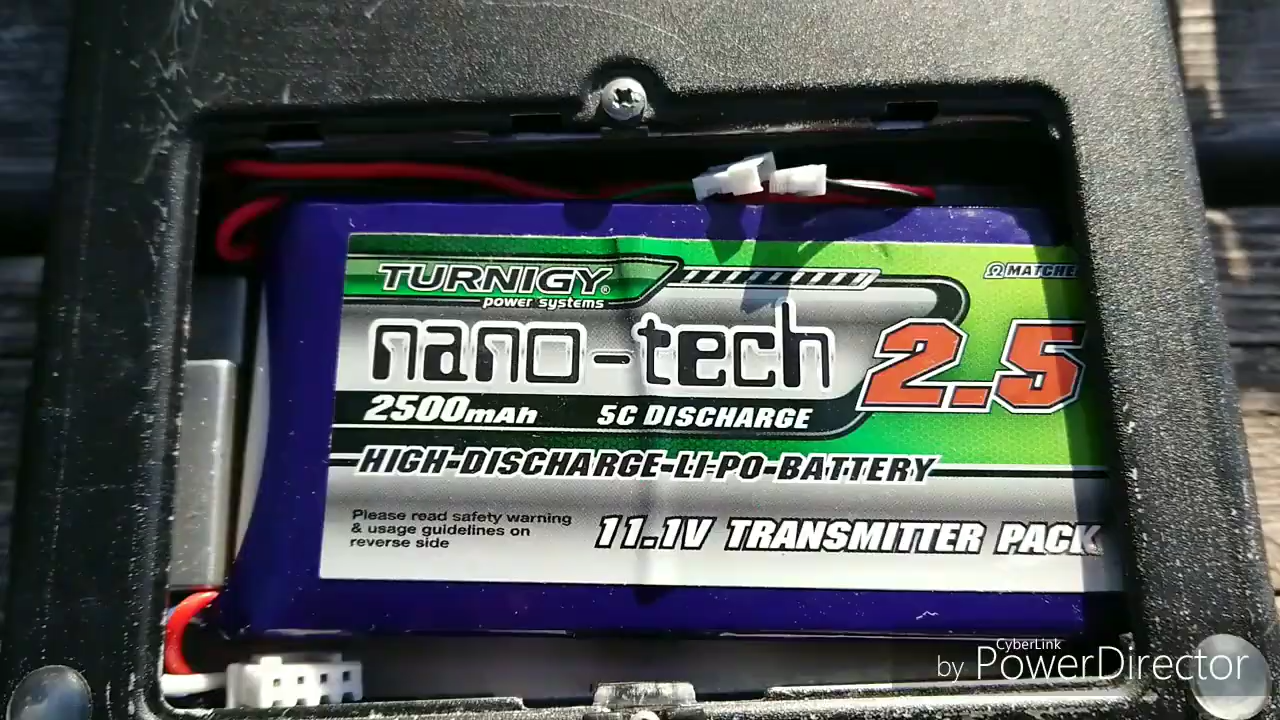 TURNIGY®
power systems
nano-tech
2.5
2500mAh 5C DISCHARGE
HIGH-DISCHARGE-LI-PO-BATTERY
Please read safety warning
& usage guidelines on
reverse side
11.1V TRANSMITTER PACK
CyberLink
by PowerDirector